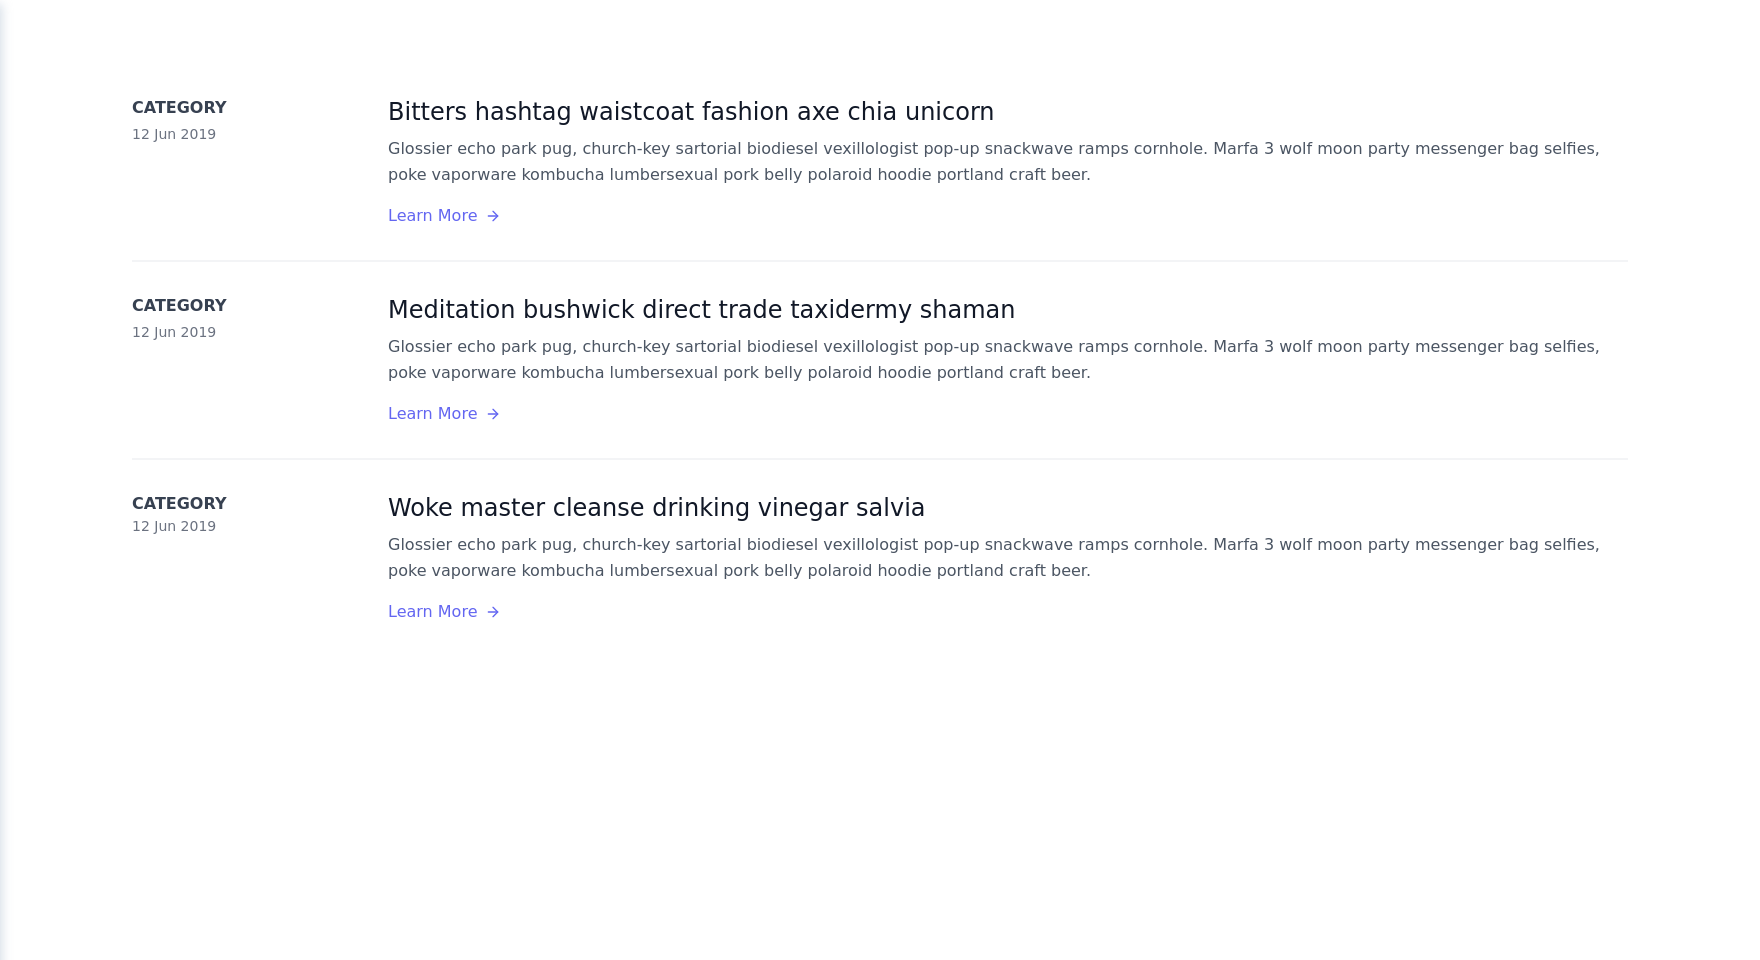 CATEGORY
12 Jun 2019
Bitters hashtag waistcoat fashion axe chia unicorn
Glossier echo park pug, church-key sartorial biodiesel vexillologist pop-up snackwave ramps cornhole. Marfa 3 wolf moon party messenger bag selfies,
poke vaporware kombucha lumbersexual pork belly polaroid hoodie portland craft beer.
Learn More
CATEGORY
12 Jun 2019
Meditation bushwick direct trade taxidermy shaman
Glossier echo park pug, church-key sartorial biodiesel vexillologist pop-up snackwave ramps cornhole. Marfa 3 wolf moon party messenger bag selfies,
poke vaporware kombucha lumbersexual pork belly polaroid hoodie portland craft beer.
Learn More
CATEGORY
12 Jun 2019
Woke master cleanse drinking vinegar salvia
Glossier echo park pug, church-key sartorial biodiesel vexillologist pop-up snackwave ramps cornhole. Marfa 3 wolf moon party messenger bag selfies,
poke vaporware kombucha lumbersexual pork belly polaroid hoodie portland craft beer.
Learn More